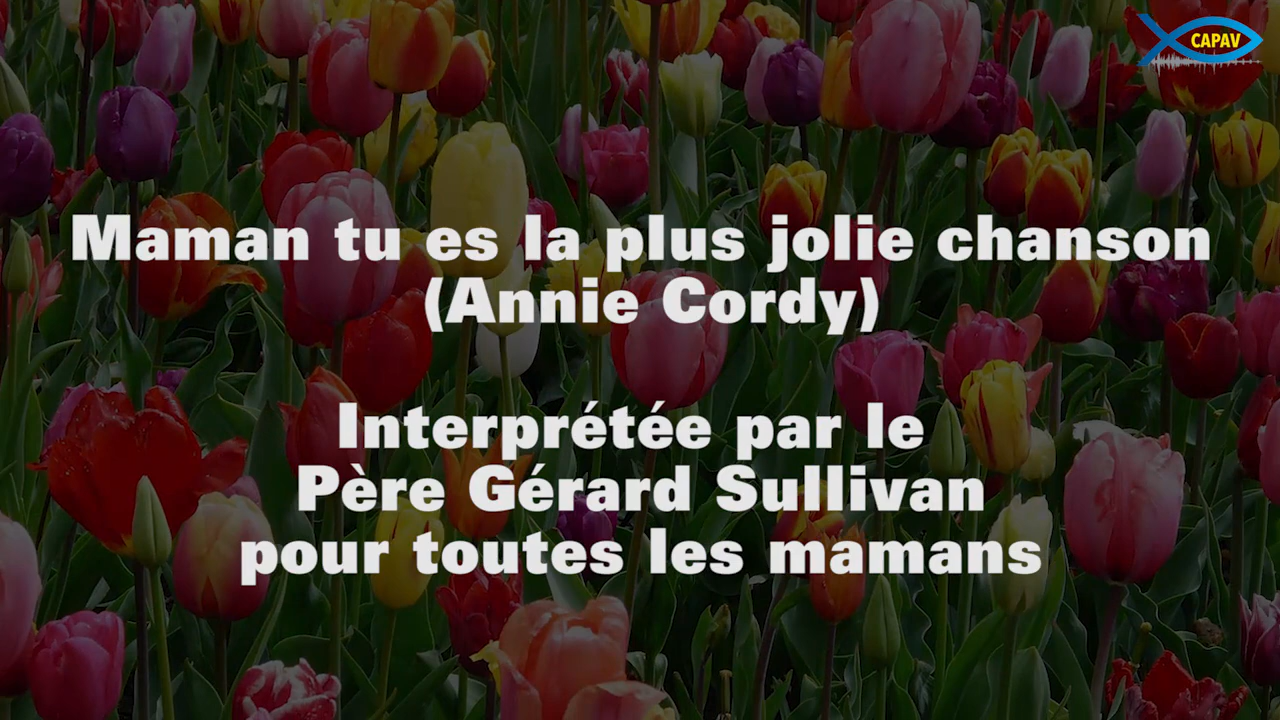 CAPAV
Maman tu es la plus jolie chanson
(Annie Cordy)
Interprétée par le
Père Gérard Sullivan
pour toutes les mamans